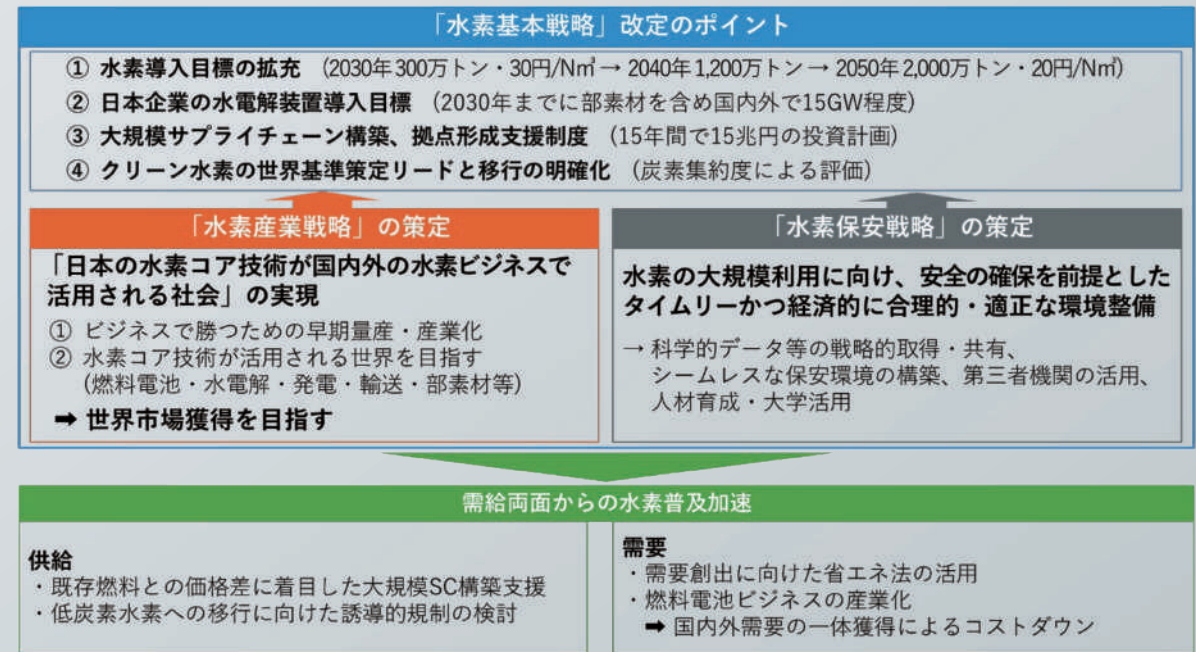 「水素基本戦略」改定のポイント
① 水素導入目標の拡充 (2030年300万トン・30円/N㎥→ 2040年1,200万トン→ 2050年2,000万トン・20円/N㎥)
② 日本企業の水電解装置導入目標 (2030年までに部素材を含め国内外で15GW程度)
③ 大規模サプライチェーン構築、拠点形成支援制度 (15年間で15兆円の投資計画)
④ クリーン水素の世界基準策定リードと移行の明確化 (炭素集約度による評価)
「水素産業戦略」の策定
「日本の水素コア技術が国内外の水素ビジネスで
活用される社会」の実現
① ビジネスで勝つための早期量産・産業化
② 水素コア技術が活用される世界を目指す
(燃料電池・水電解・発電・輸送・部素材等)
➡ 世界市場獲得を目指す
「水素保安戦略」の策定
水素の大規模利用に向け、安全の確保を前提とした
タイムリーかつ経済的に合理的・適正な環境整備
→ 科学的データ等の戦略的取得・共有、
シームレスな保安環境の構築、第三者機関の活用、
人材育成・大学活用
需給両面からの水素普及加速
供給
・既存燃料との価格差に着目した大規模SC構築支援
・低炭素水素への移行に向けた誘導的規制の検討
需要
・需要創出に向けた省エネ法の活用
・燃料電池ビジネスの産業化
➡ 国内外需要の一体獲得によるコストダウン